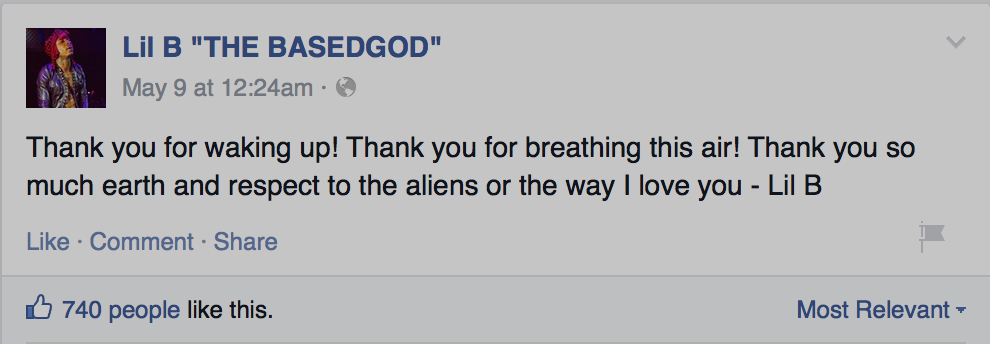 Lil B "THE BASEDGOD"
May 9 at 12:24am ·
Thank you for waking up! Thank you for breathing this air! Thank you so
much earth and respect to the aliens or the way I love you - Lil B
Like · Comment · Share
740 people like this.
Most Relevant